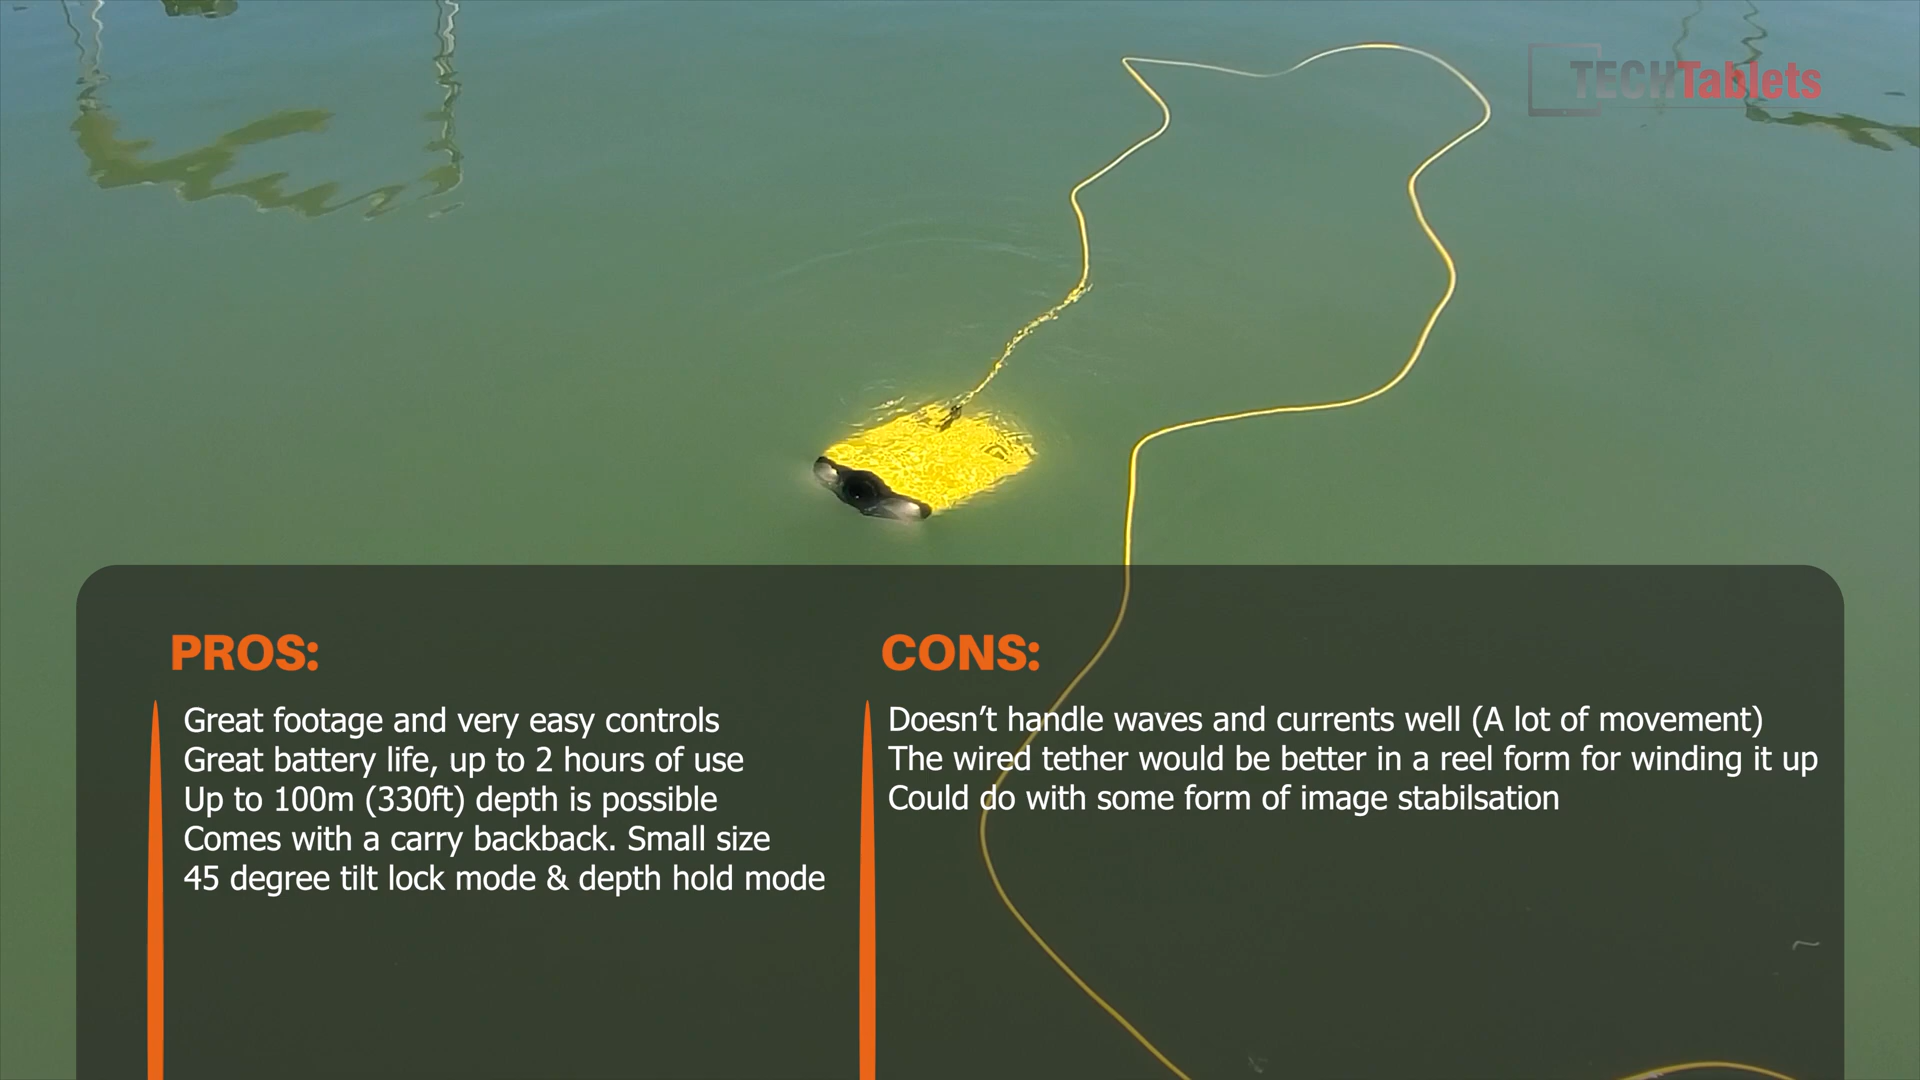 TECHTablets
PROS:
Great footage and very easy controls
Great battery life, up to 2 hours of use
Up to 100m (330ft) depth is possible
Comes with a carry backback. Small size
45 degree tilt lock mode & depth hold mode
CONS:
Doesn’t handle waves and currents well (A lot of movement)
The wired tether would be better in a reel form for winding it up
Could do with some form of image stabilsation